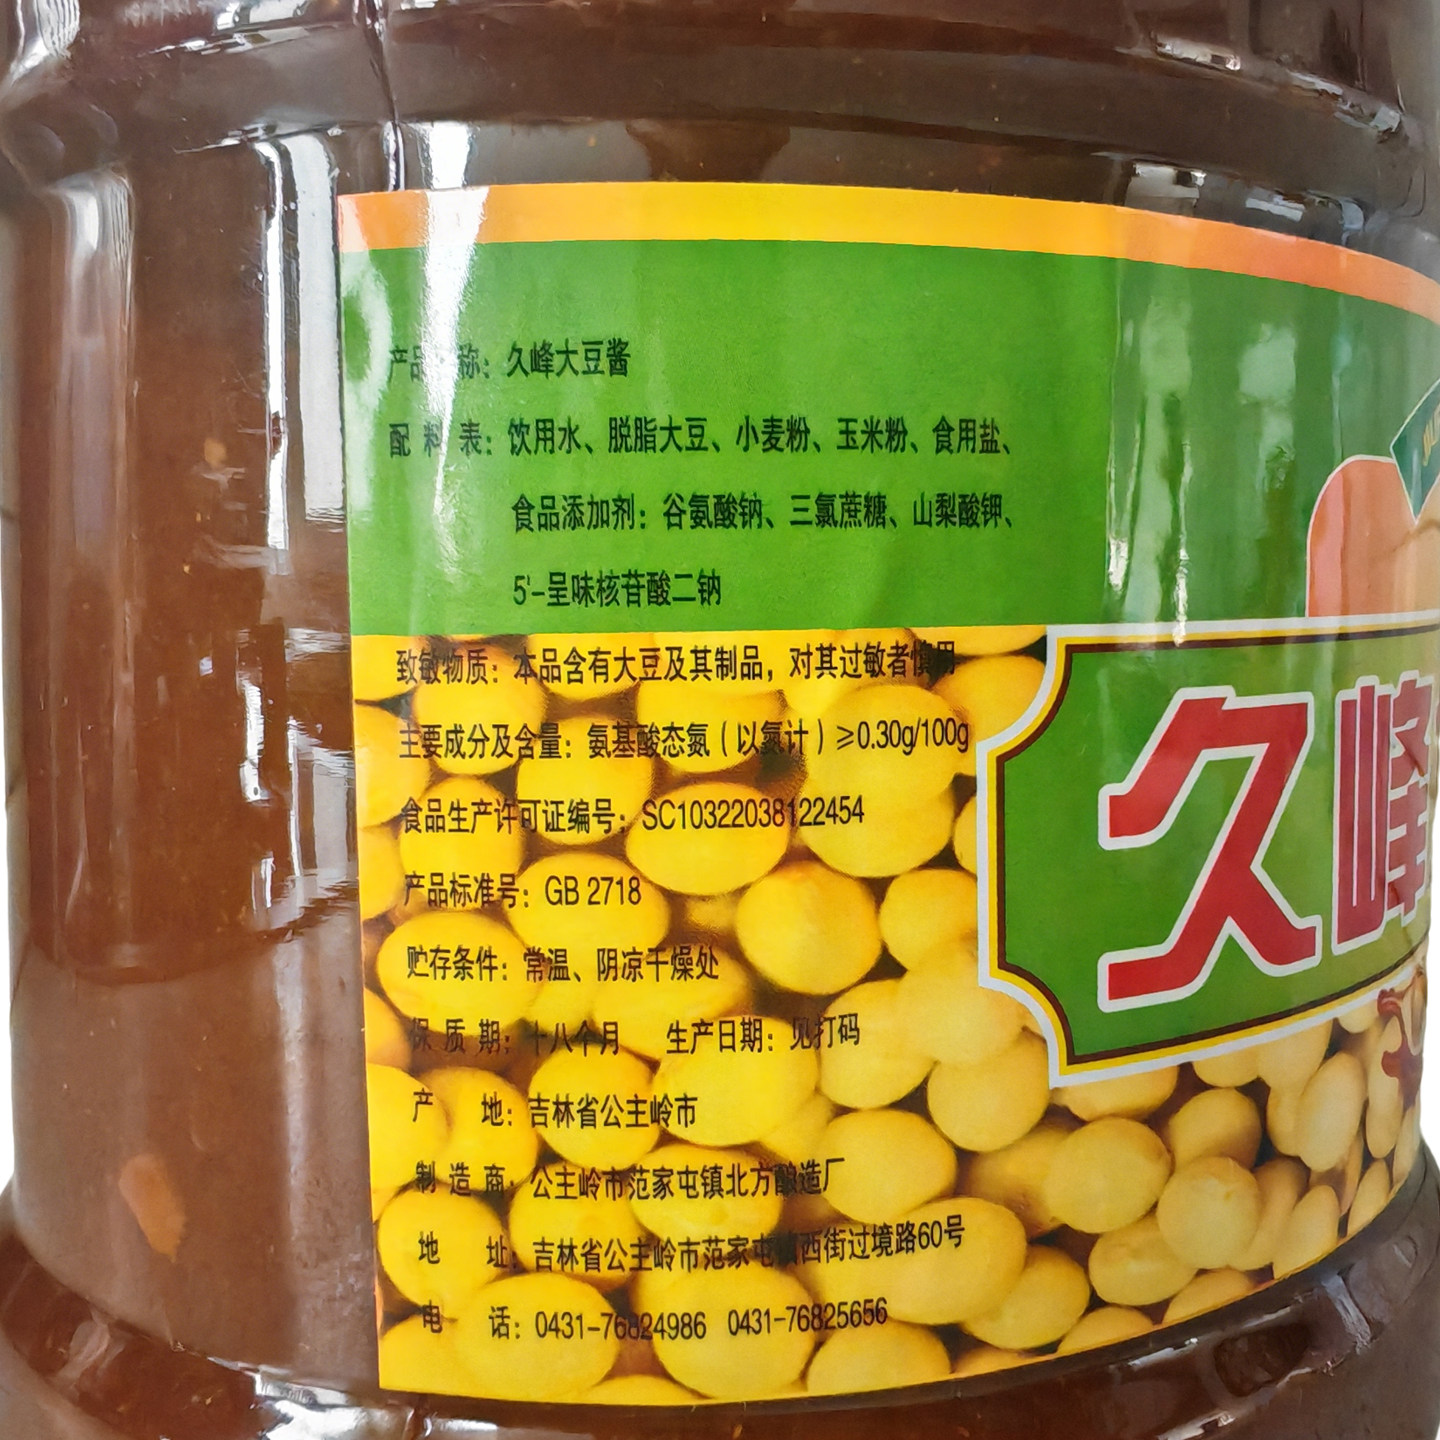 产品 称：久峰大豆酱
配 料 表：饮用水、脱脂大豆、小麦粉、玉米粉、食用盐、
食品添加剂：谷氨酸钠、三氯蔗糖、山梨酸钾、
5'-呈味核苷酸二钠
致敏物质：本品含有大豆及其制品，对其过敏者慎用
主要成分及含量：氨基酸态氮（以氮计）≥0.30g/100g
食品生产许可证编号：SC10322038122454
产品标准号：GB 2718
贮存条件：常温、阴凉干燥处
保 质 期：十八个月 生产日期：见打码
产 地：吉林省公主岭市
制 造 商：公主岭市范家屯镇北方酿造厂
地 址：吉林省公主岭市范家屯镇西街过境路60号
电 话：0431-76824986 0431-76825656
久峰